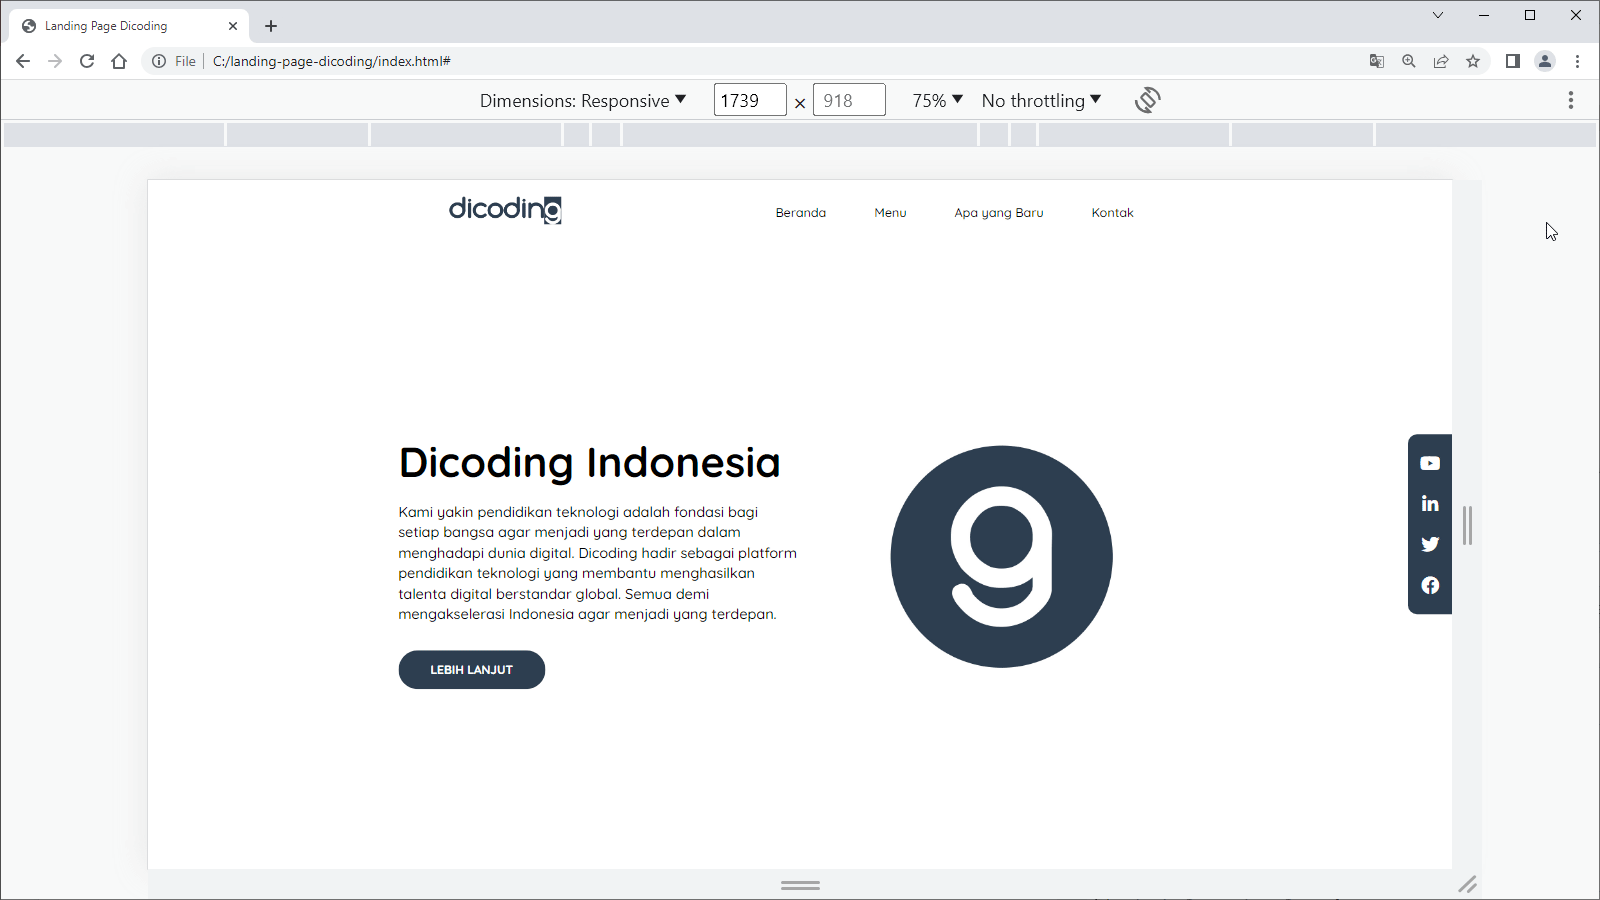 Landing Page Dicoding
File
C:/landing-page-dicoding/index.html#
Dimensions: Responsive 1739 × 918 75% No throttling
dicoding
Beranda Menu Apa yang Baru Kontak
Dicoding Indonesia
Kami yakin pendidikan teknologi adalah fondasi bagi
setiap bangsa agar menjadi yang terdepan dalam
menghadapi dunia digital. Dicoding hadir sebagai platform
pendidikan teknologi yang membantu menghasilkan
talenta digital berstandar global. Semua demi
mengakselerasi Indonesia agar menjadi yang terdepan.
LEBIH LANJUT
g
in